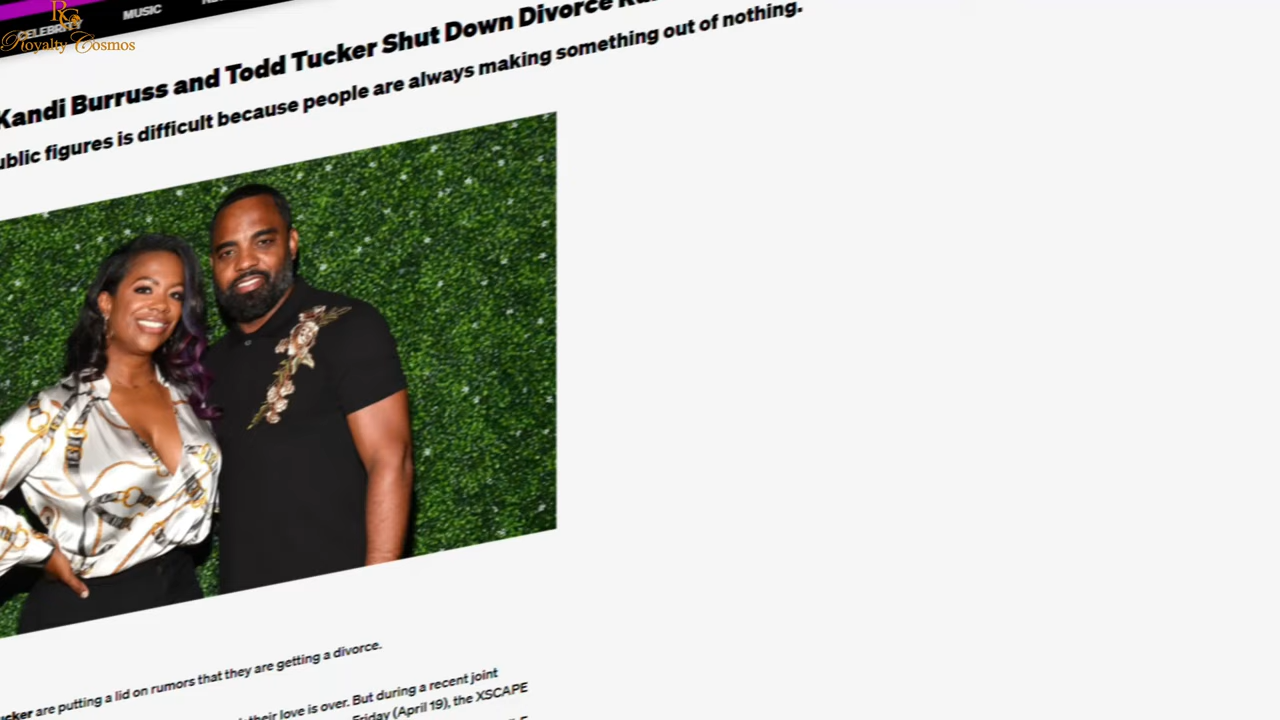 RC
Royalty Cosmos
CELEBRITY
MUSIC
Kandi Burruss and Todd Tucker Shut Down Divorce
ublic figures is difficult because people are always making something out of nothing.
ucker are putting a lid on rumors that they are getting a divorce.
their love is over. But during a recent joint
Friday (April 19), the XSCAPE